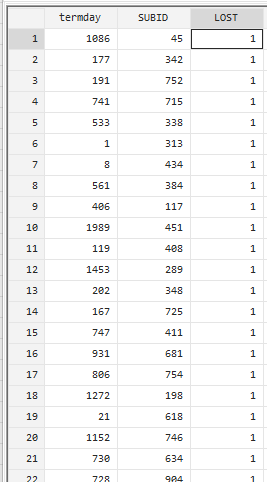 termday SUBID LOST
1 1086 45 1
2 177 342 1
3 191 752 1
4 741 715 1
5 533 338 1
6 1 313 1
7 8 434 1
8 561 384 1
9 406 117 1
10 1989 451 1
11 119 408 1
12 1453 289 1
13 202 348 1
14 167 725 1
15 747 411 1
16 931 681 1
17 806 754 1
18 1272 198 1
19 21 618 1
20 1152 746 1
21 730 634 1
22 728 904 1